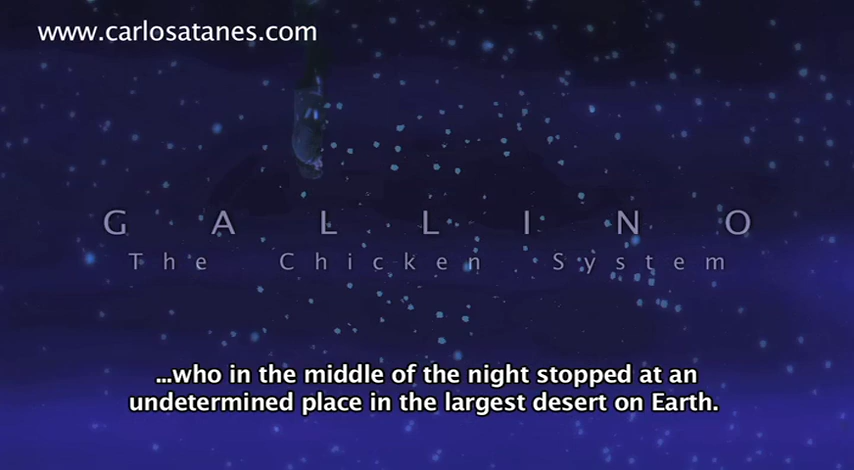 www.carlosatanes.com
GALLINO
The Chicken System
...who in the middle of the night stopped at an
undetermined place in the largest desert on Earth.